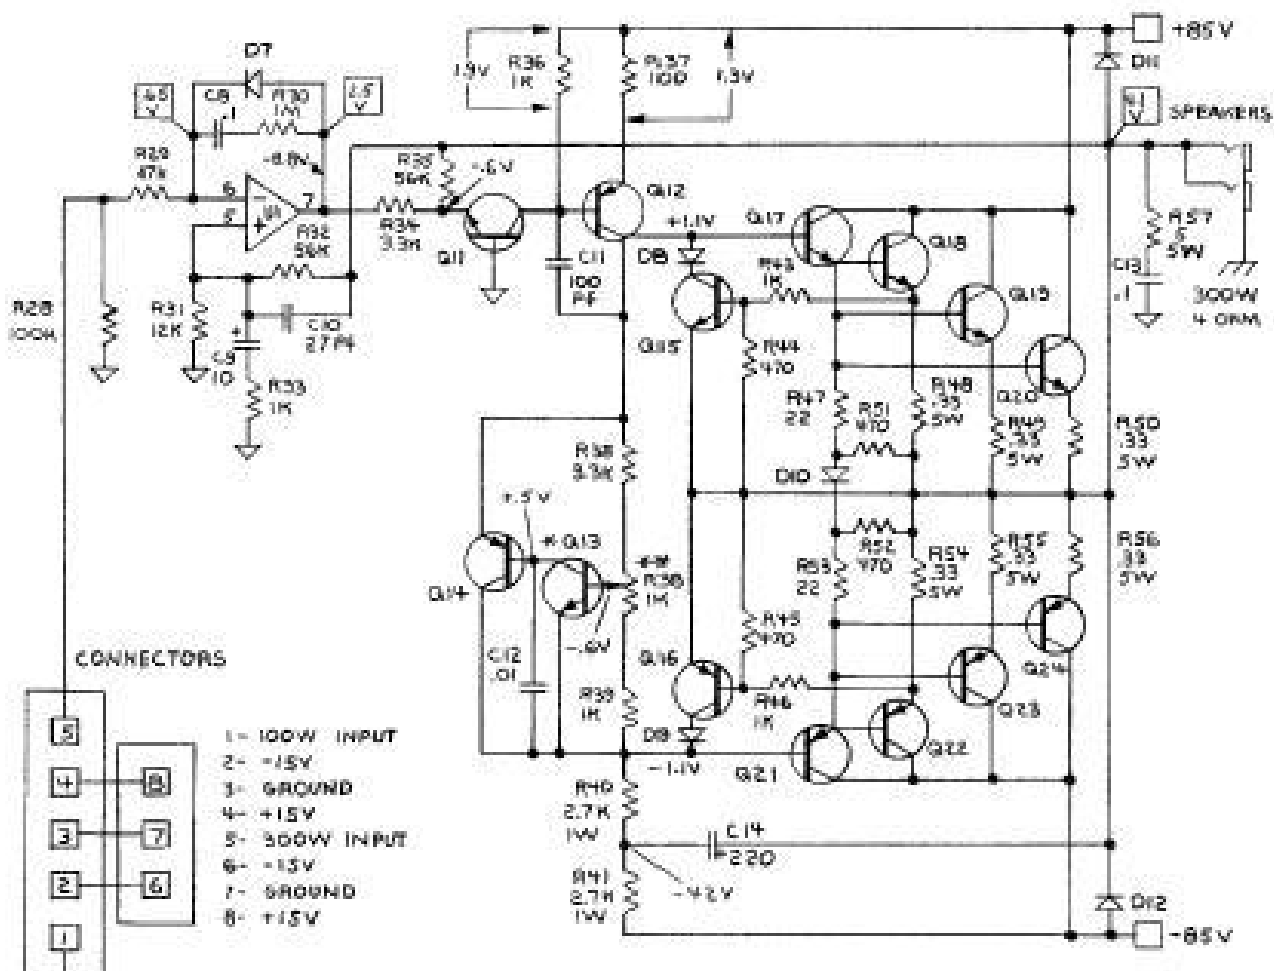 +85V
D7
R36
1K
R37
100
D11
1.3V
1.3V
C8
.1
R30
1M
V
V
V
SPEAKERS
R29
47K
-8.8V
R35
56K
-.6V
Q12
6
7
5
+1.1V
Q17
R57
5W
R32
56K
R34
3.3K
Q11
C11
100
PF
D8
R43
1K
Q18
C13
.1
R28
100K
R31
12K
C10
27 PF
C9
10
Q15
Q19
300W
4 OHM
R33
1K
R44
470
R47
22
R51
470
R48
.33
5W
Q20
R49
.33
5W
R50
.33
5W
R38
3.3K
D10
+.5V
*Q13
R52
470
R53
22
R54
.33
5W
R55
.33
5W
R56
.33
5W
Q14
1K
-.6V
R45
470
C12
.01
Q16
Q24
CONNECTORS
R39
1K
R46
1K
Q23
5
D9
Q22
1- 100W INPUT
-1.1V
Q21
4
8
2- -15V
3- GROUND
R40
2.7K
1W
4- +15V
3
7
5- 300W INPUT
C14
220
6- -15V
2
6
7- GROUND
R41
2.7K
1W
-42V
D12
8- +15V
1
-85V